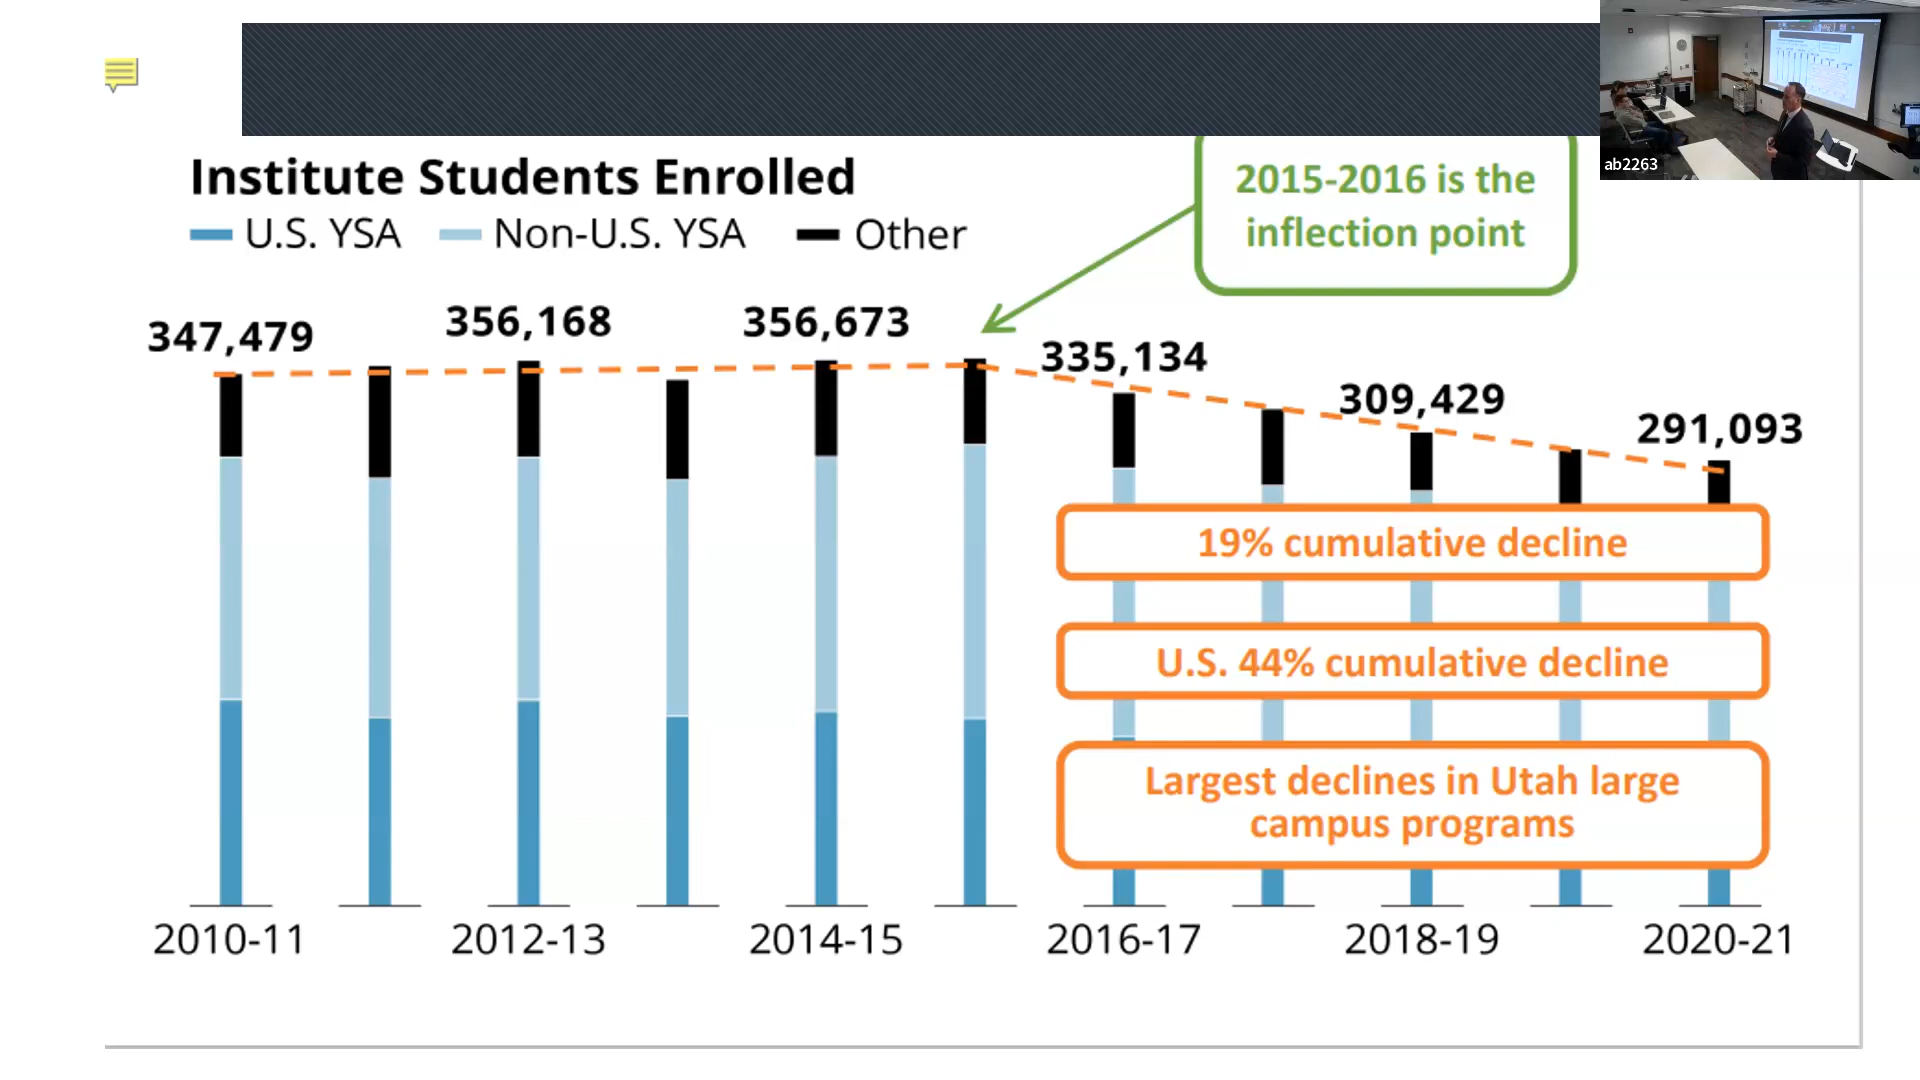 ab2263
2015-2016 is the
inflection point
Institute Students Enrolled
U.S. YSA
Non-U.S. YSA
Other
347,479
356,168
356,673
335,134
309,429
291,093
19% cumulative decline
U.S. 44% cumulative decline
Largest declines in Utah large
campus programs
2010-11
2012-13
2014-15
2016-17
2018-19
2020-21